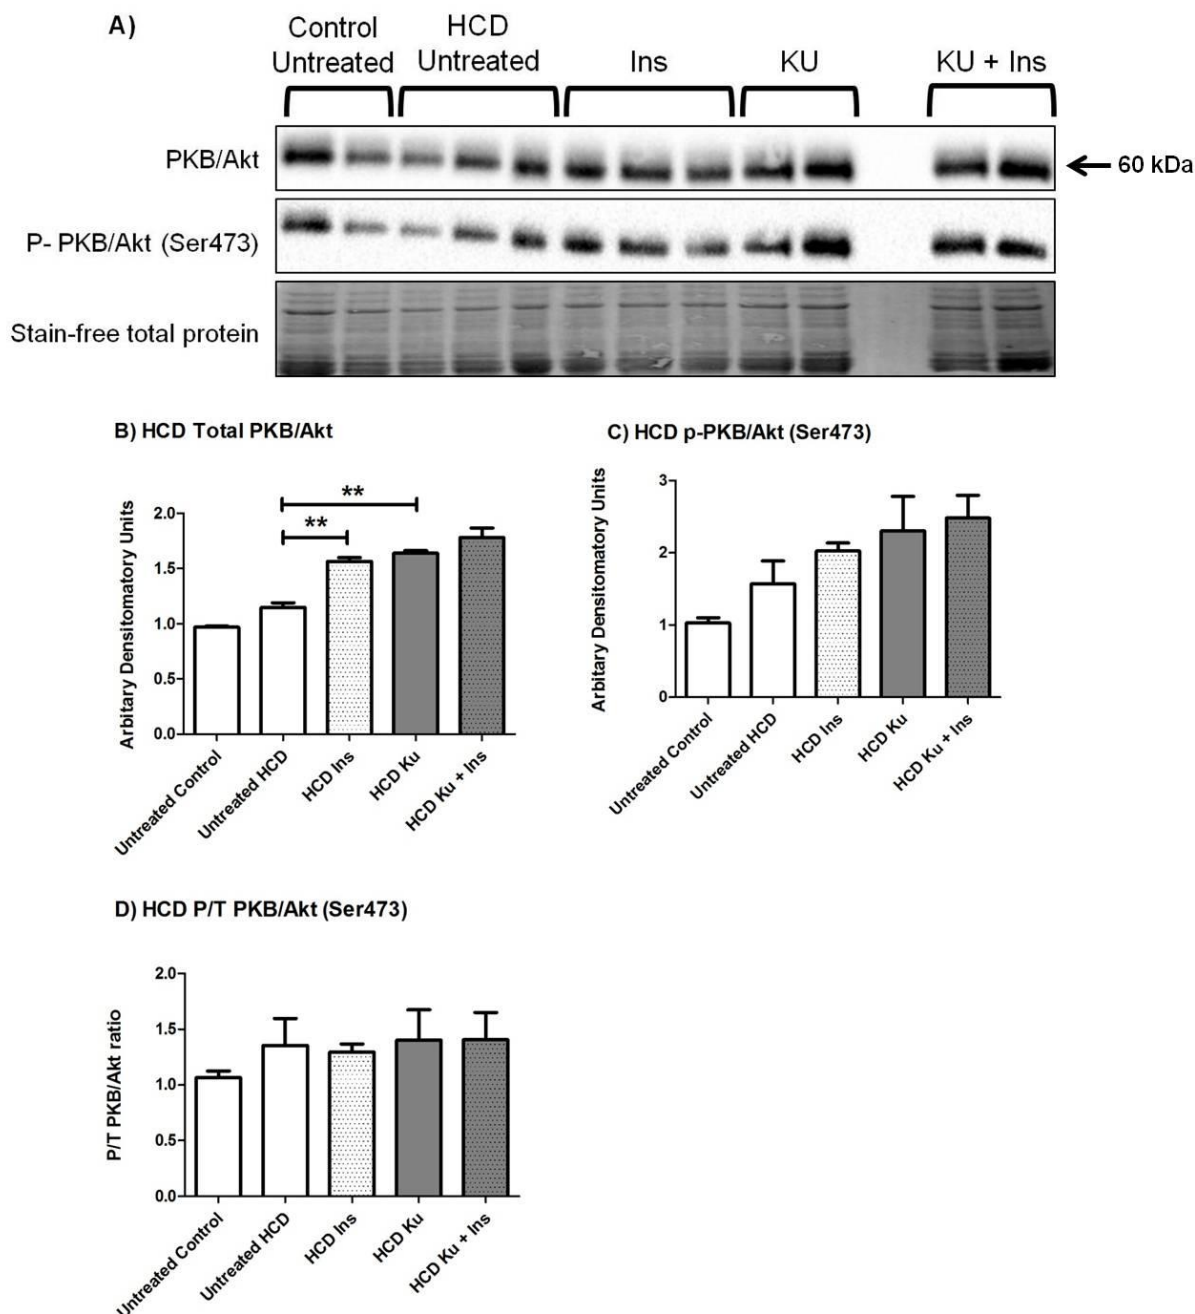 A)
Control
Untreated
HCD
Untreated
Ins
KU
KU + Ins
PKB/Akt
60 kDa
P- PKB/Akt (Ser473)
Stain-free total protein
B) HCD Total PKB/Akt
Arbitary Densitomatory Units
2.0
1.5
1.0
0.5
0.0
**
**
Untreated Control
Untreated HCD
HCD Ins
HCD Ku
HCD Ku + Ins
C) HCD p-PKB/Akt (Ser473)
Arbitary Densitomatory Units
3
2
1
0
Untreated Control
Untreated HCD
HCD Ins
HCD Ku
HCD Ku + Ins
D) HCD P/T PKB/Akt (Ser473)
P/T PKB/Akt ratio
2.0
1.5
1.0
0.5
0.0
Untreated Control
Untreated HCD
HCD Ins
HCD Ku
HCD Ku + Ins